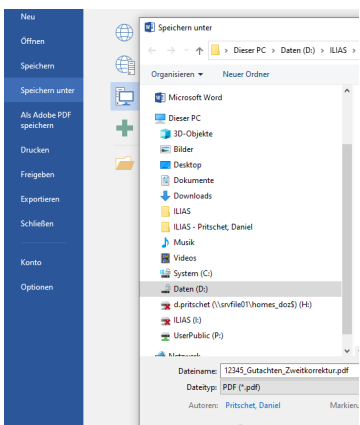 Neu
Öffnen
Speichern
Speichern unter
Als Adobe PDF
speichern
Drucken
Freigeben
Exportieren
Schließen
Konto
Optionen
Speichern unter
Dieser PC > Daten (D:) > ILIAS >
Organisieren Neuer Ordner
Microsoft Word
Dieser PC
3D-Objekte
Bilder
Desktop
Dokumente
Downloads
ILIAS
ILIAS - Pritschet, Daniel
Musik
Videos
System (C:)
Daten (D:)
d.pritschet (\\srvfile01\homes_doz$) (H:)
ILIAS (I:)
UserPublic (P:)
Netzwerk
Dateiname: 12345_Gutachten_Zweitkorrektur.pdf
Dateityp: PDF (*.pdf)
Autoren: Pritschet, Daniel Markieru